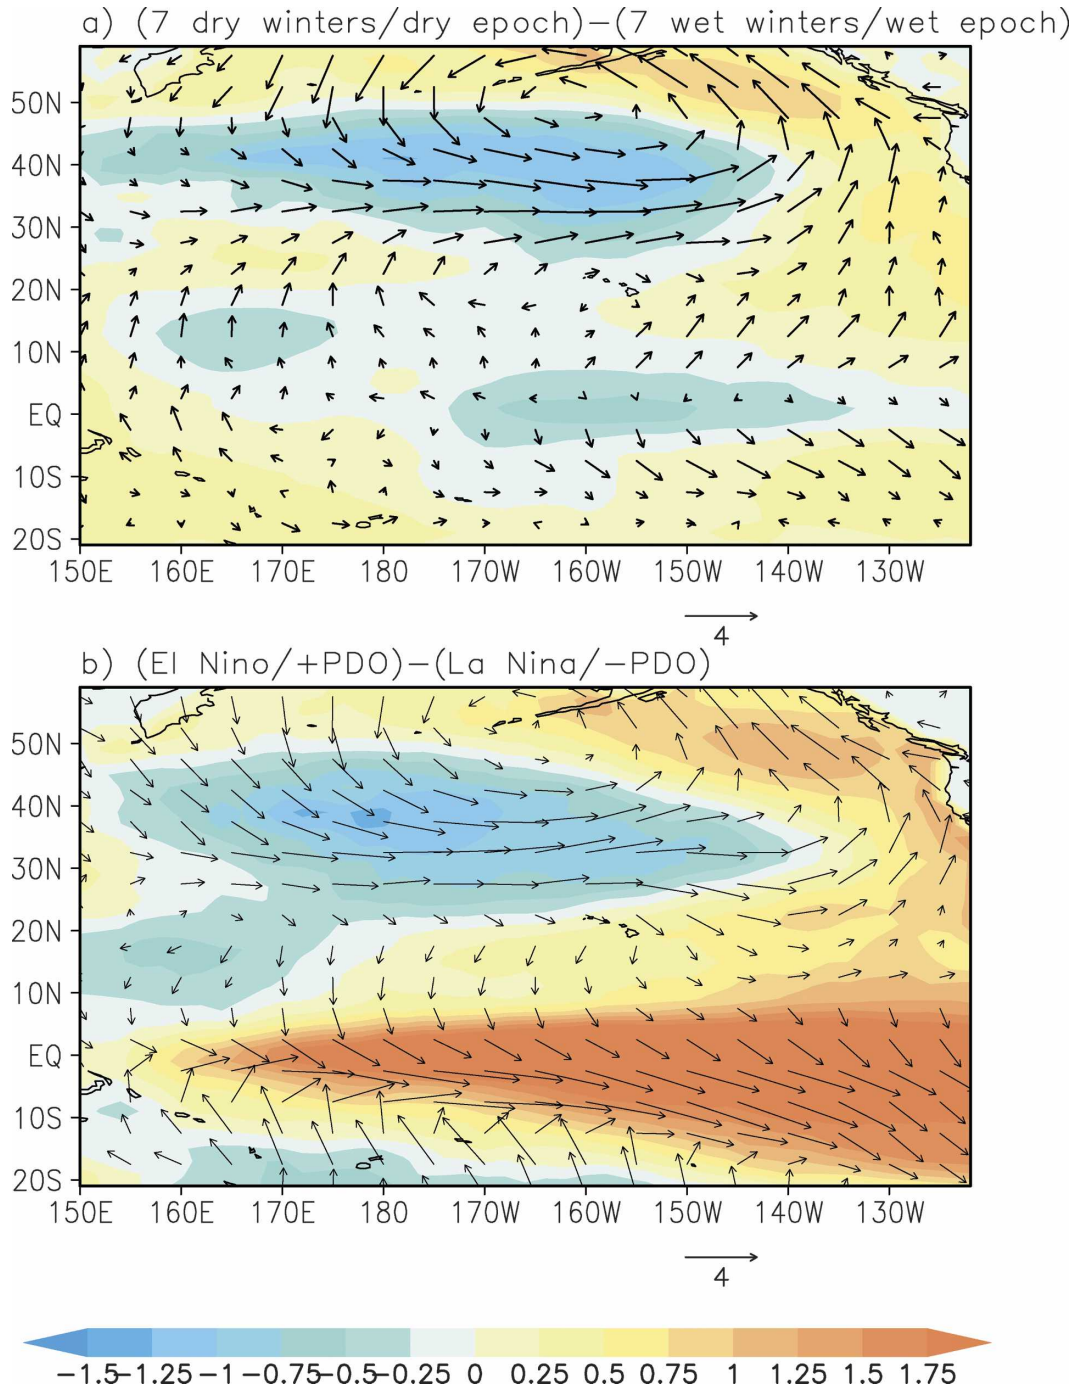 a) (7 dry winters/dry epoch)−(7 wet winters/wet epoch)
50N
40N
30N
20N
10N
EQ
10S
20S
150E 160E 170E 180 170W 160W 150W 140W 130W
4
b) (El Nino/+PDO)−(La Nina/−PDO)
50N
40N
30N
20N
10N
EQ
10S
20S
150E 160E 170E 180 170W 160W 150W 140W 130W
4
−1.5 −1.25 −1 −0.75 −0.5 −0.25 0 0.25 0.5 0.75 1 1.25 1.5 1.75